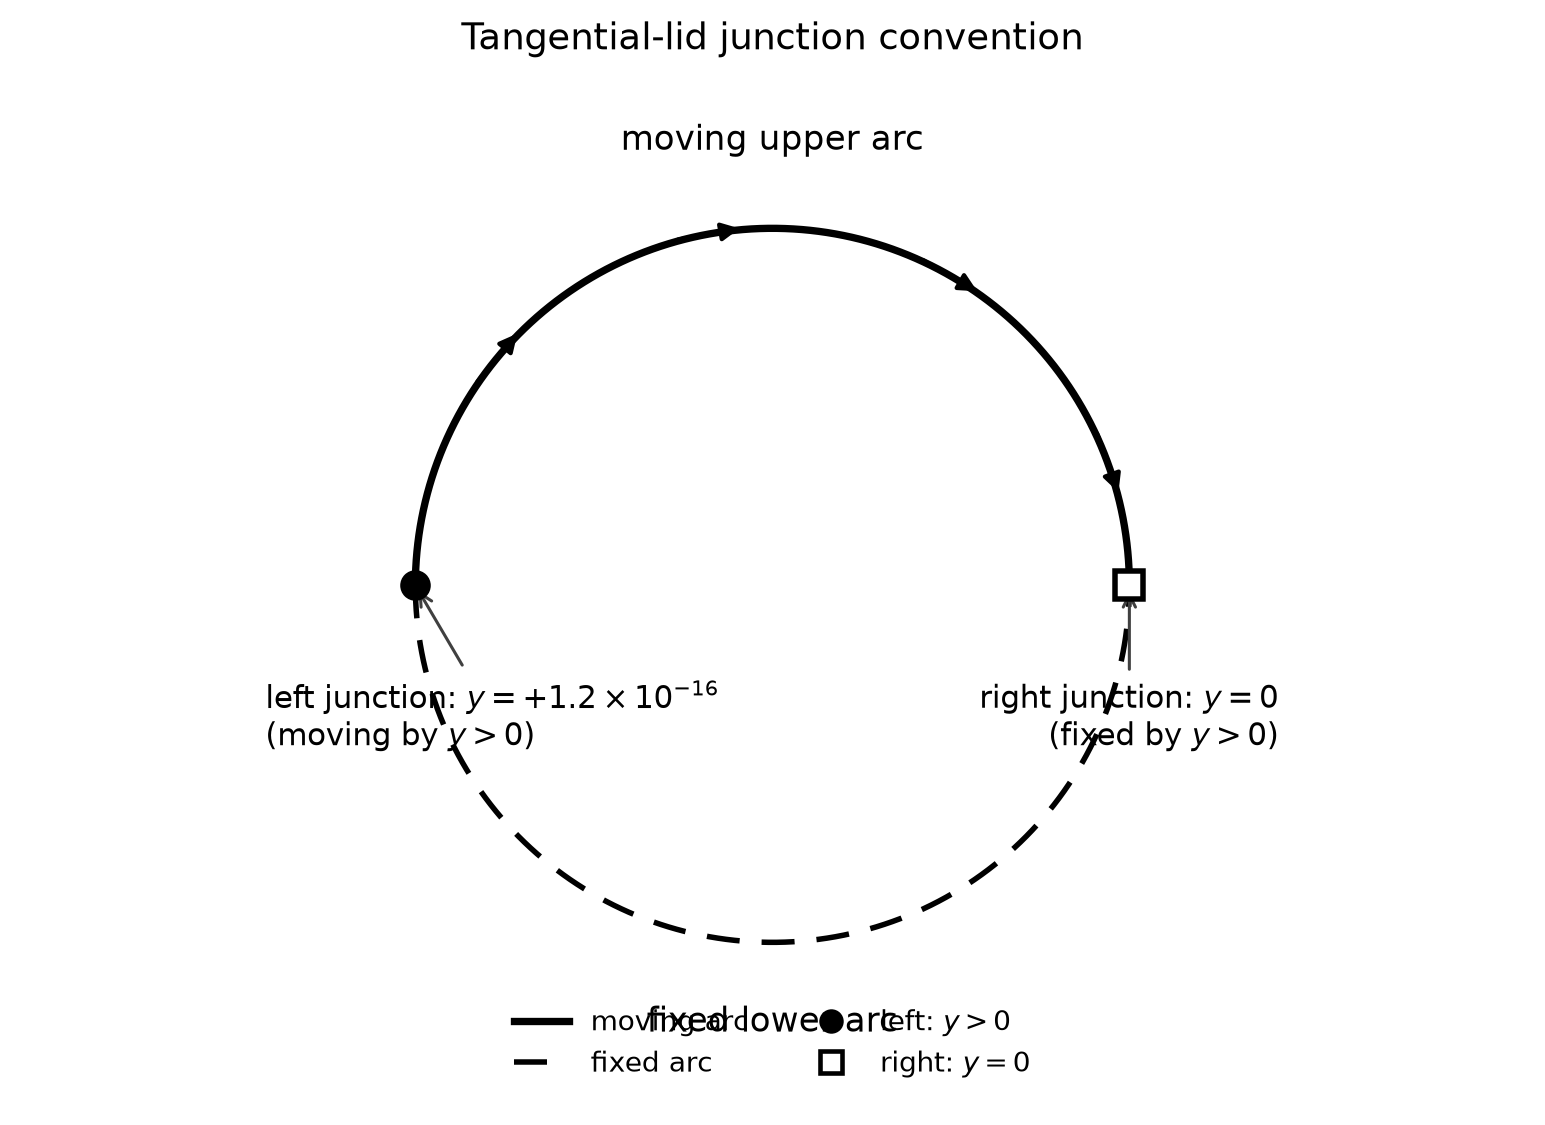 Tangential-lid junction convention
moving upper arc
left junction: y = +1.2 × 10⁻¹⁶
(moving by y > 0)
right junction: y = 0
(fixed by y > 0)
fixed lower arc
moving arc
left: y > 0
fixed arc
right: y = 0